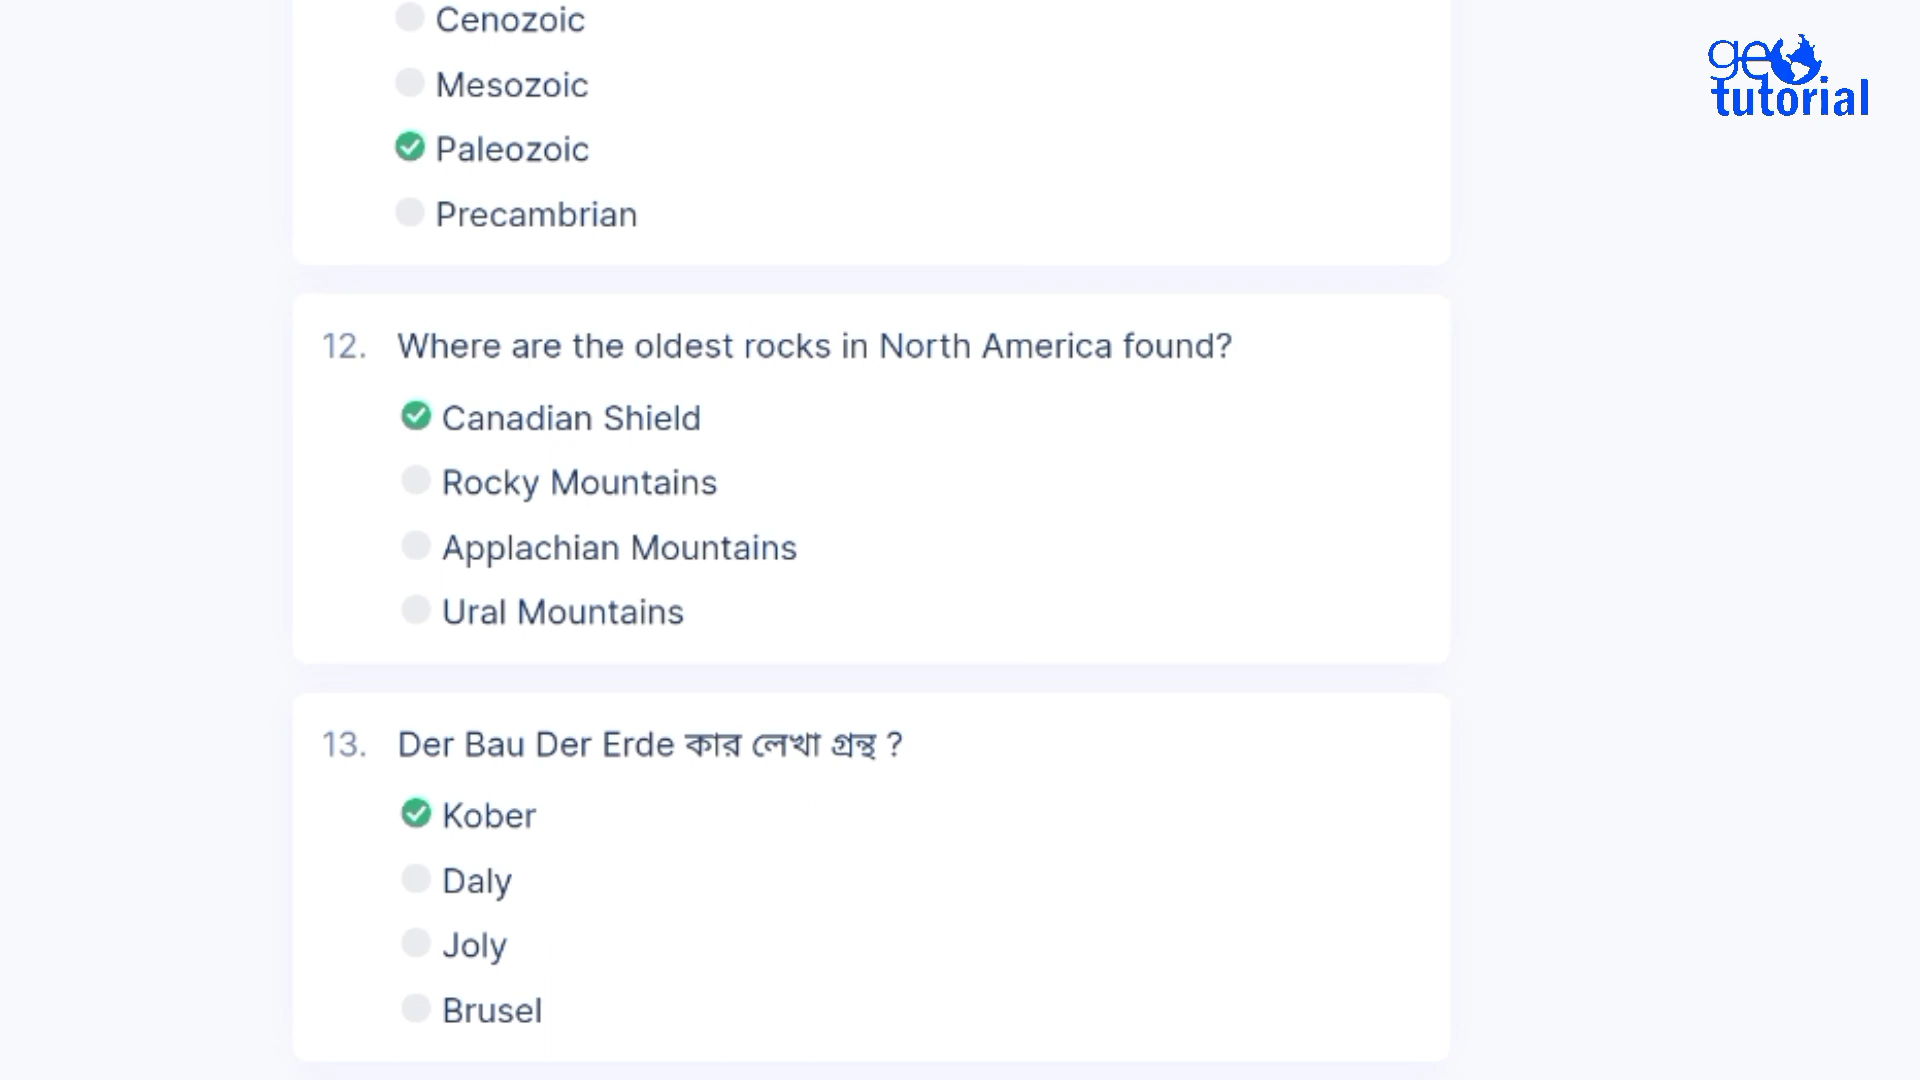 Cenozoic
geo
tutorial
Mesozoic
Paleozoic
Precambrian
12. Where are the oldest rocks in North America found?
Canadian Shield
Rocky Mountains
Applachian Mountains
Ural Mountains
13. Der Bau Der Erde কার লেখা গ্রন্থ ?
Kober
Daly
Joly
Brusel